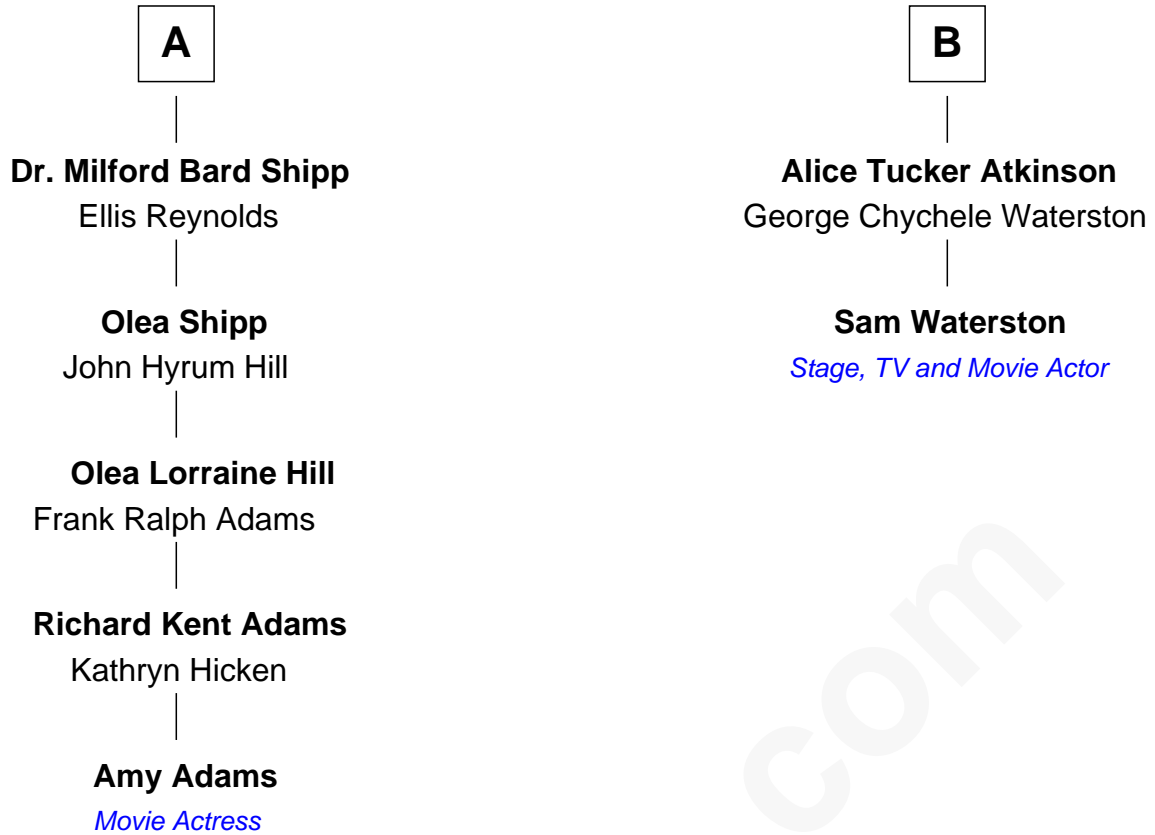 A
Dr. Milford Bard Shipp
Ellis Reynolds
Olea Shipp
John Hyrum Hill
Olea Lorraine Hill
Frank Ralph Adams
Richard Kent Adams
Kathryn Hicken
Amy Adams
Movie Actress
B
Alice Tucker Atkinson
George Chychele Waterston
Sam Waterston
Stage, TV and Movie Actor
com